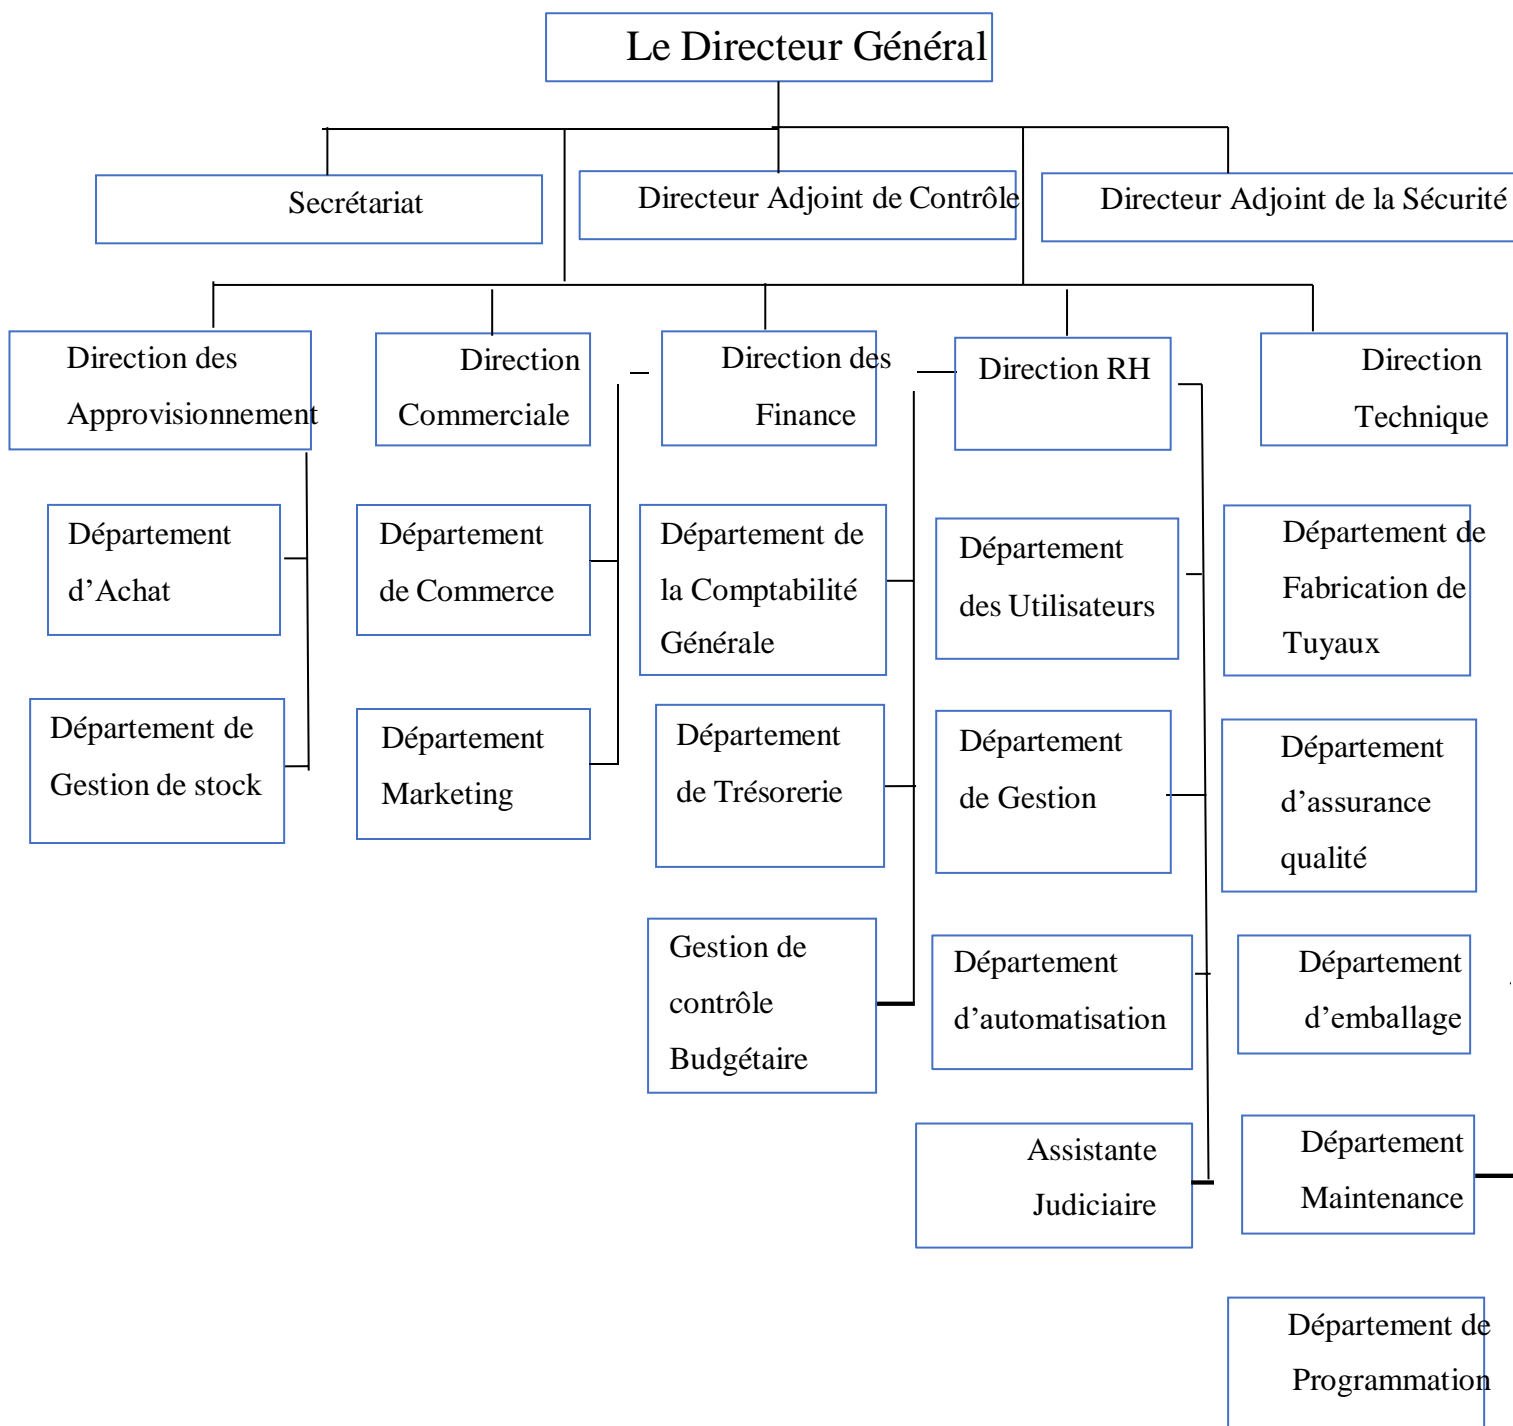 Le Directeur Général
Secrétariat
Directeur Adjoint de Contrôle
Directeur Adjoint de la Sécurité
Direction des
Approvisionnement
Direction
Commerciale
Direction des
Finance
Direction RH
Direction
Technique
Département
d’Achat
Département
de Commerce
Département de
la Comptabilité
Générale
Département
des Utilisateurs
Département de
Fabrication de
Tuyaux
Département de
Gestion de stock
Département
Marketing
Département
de Trésorerie
Département
de Gestion
Département
d’assurance
qualité
Gestion de
contrôle
Budgétaire
Département
d’automatisation
Département
d’emballage
Assistante
Judiciaire
Département
Maintenance
Département de
Programmation